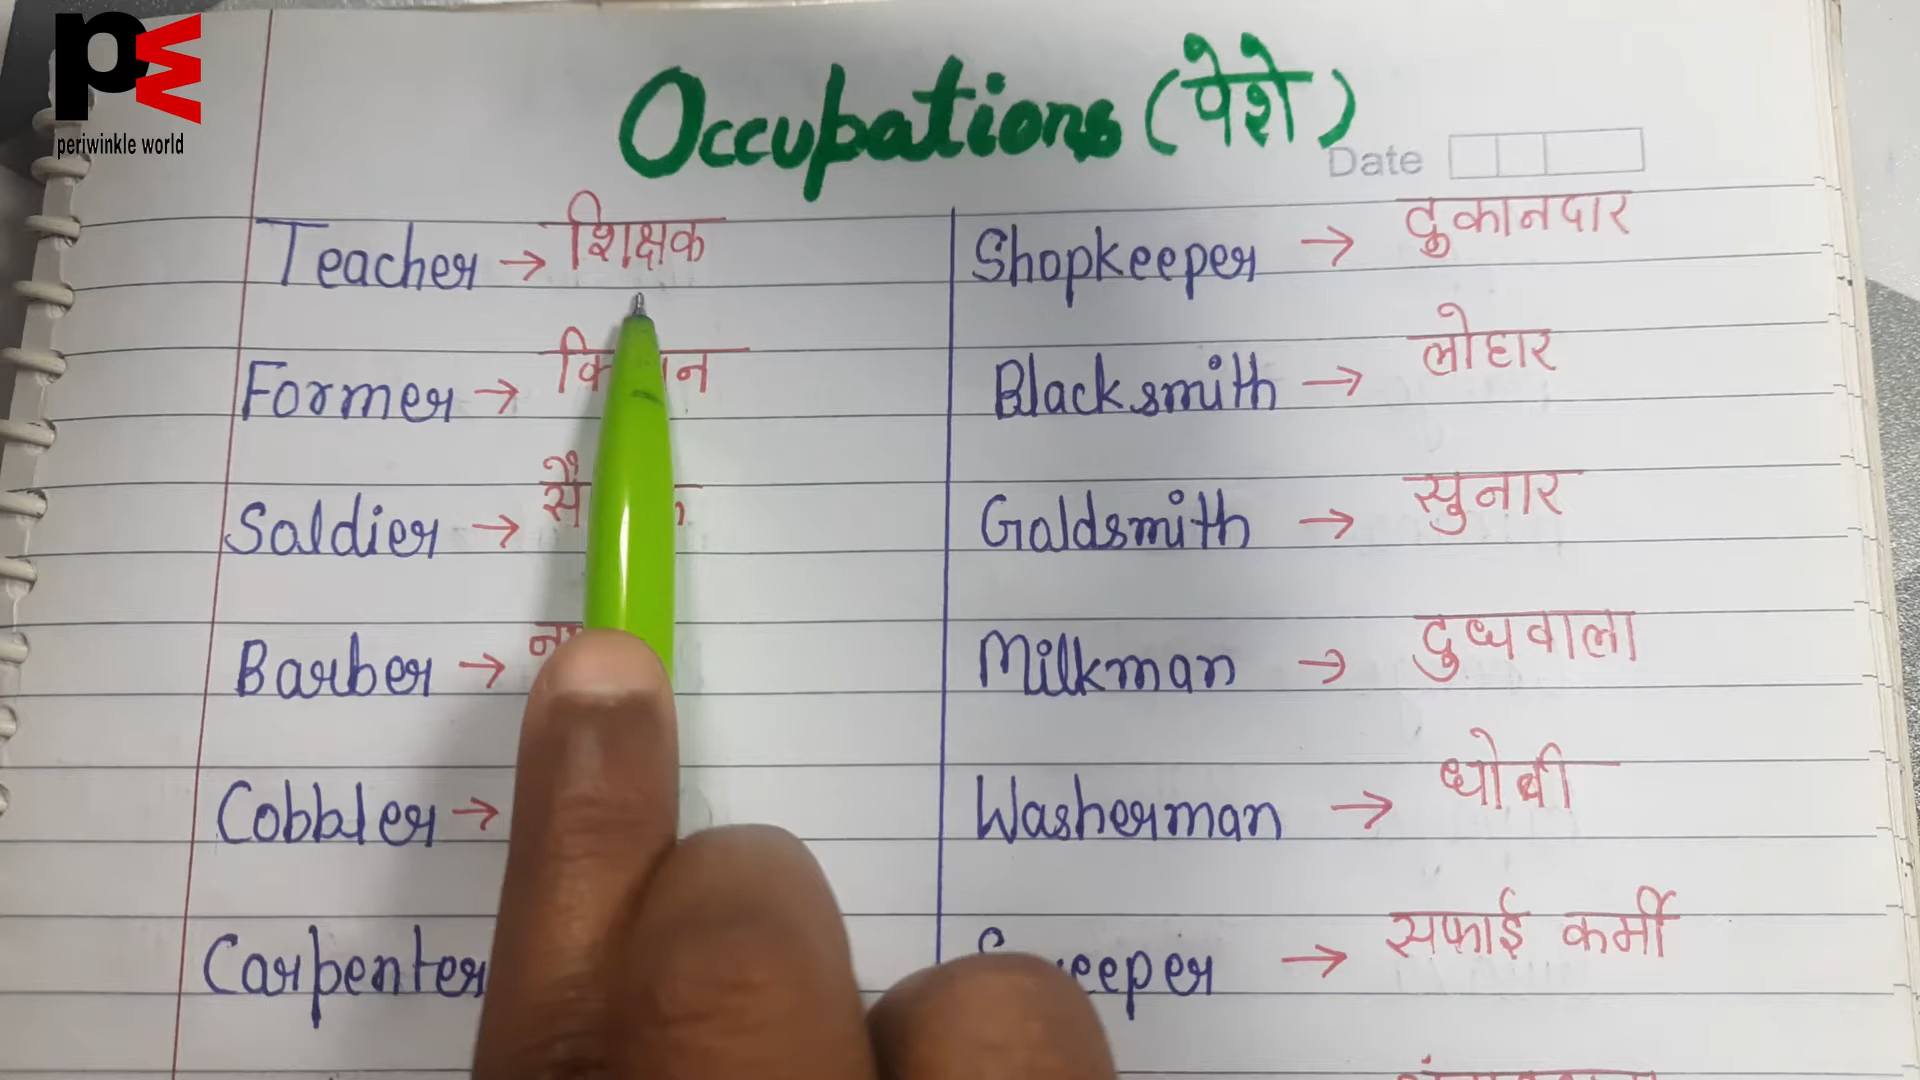 periwinkle world
Occupations (पेशे)
Date
Teacher → शिक्षक
Former →
Soldier →
Barber →
Cobbler →
Carpenter
Shopkeeper → दुकानदार
Blacksmith → लोहार
Goldsmith → सुनार
Milkman → दुधवाला
Washerman → धोबी
→ सफाई कर्मी